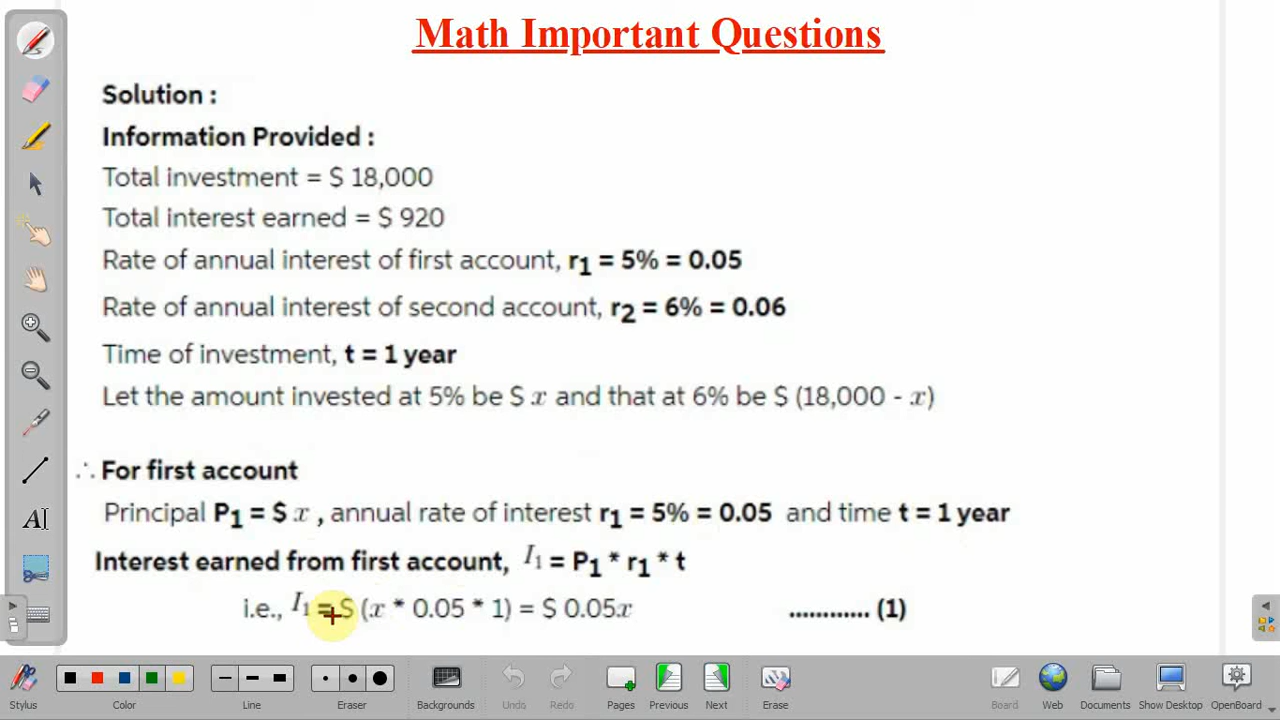 Math Important Questions
Solution :
Information Provided :
Total investment = $ 18,000
Total interest earned = $ 920
Rate of annual interest of first account, r1 = 5% = 0.05
Rate of annual interest of second account, r2 = 6% = 0.06
Time of investment, t = 1 year
Let the amount invested at 5% be $ x and that at 6% be $ (18,000 - x)
∴ For first account
Principal P1 = $ x , annual rate of interest r1 = 5% = 0.05 and time t = 1 year
Interest earned from first account, I1 = P1 * r1 * t
i.e., I1 = $ (x * 0.05 * 1) = $ 0.05x ............ (1)
AI
Stylus Color Line Eraser Backgrounds Undo Redo Pages Previous Next Erase Board Web Documents Show Desktop OpenBoard